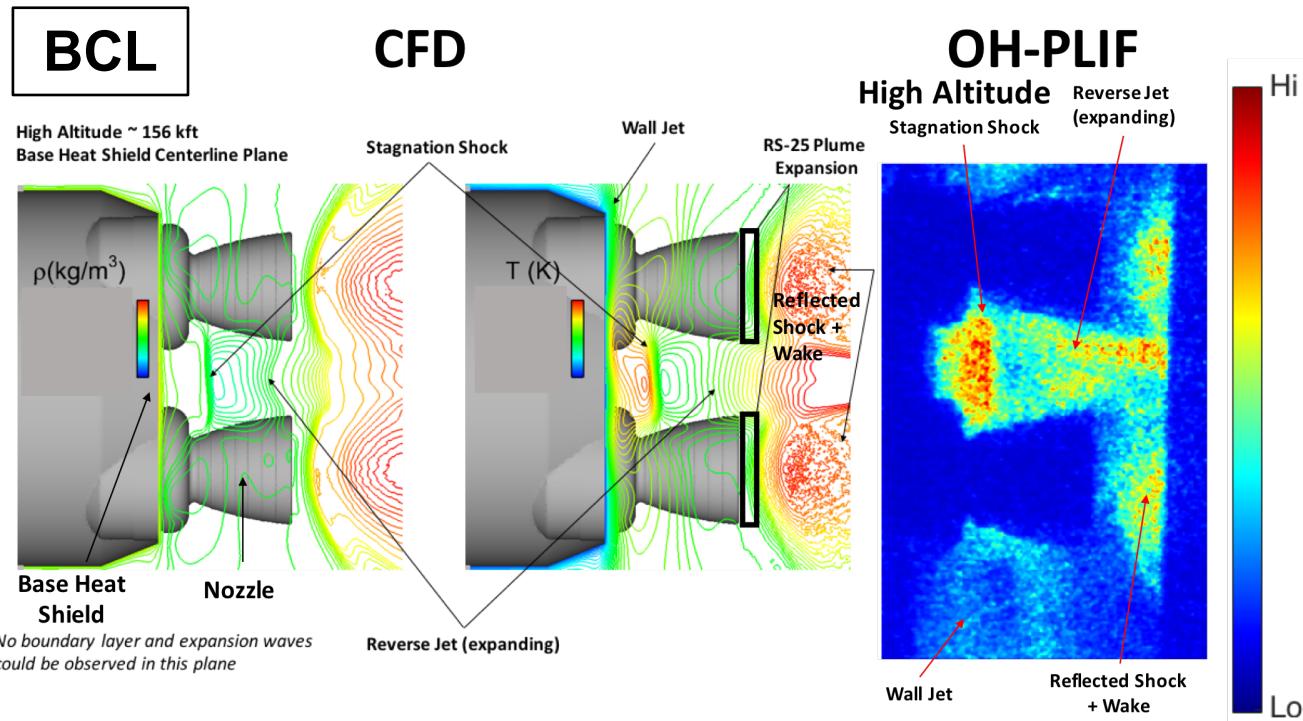 BCL
CFD
OH-PLIF
High Altitude
Hi
Reverse Jet
(expanding)
Stagnation Shock
High Altitude ~ 156 kft
Base Heat Shield Centerline Plane
Stagnation Shock
Wall Jet
RS-25 Plume
Expansion
ρ(kg/m³)
T (K)
Reflected
Shock +
Wake
Base Heat
Shield
Nozzle
No boundary layer and expansion waves
could be observed in this plane
Reverse Jet (expanding)
Wall Jet
Reflected Shock
+ Wake
Lo